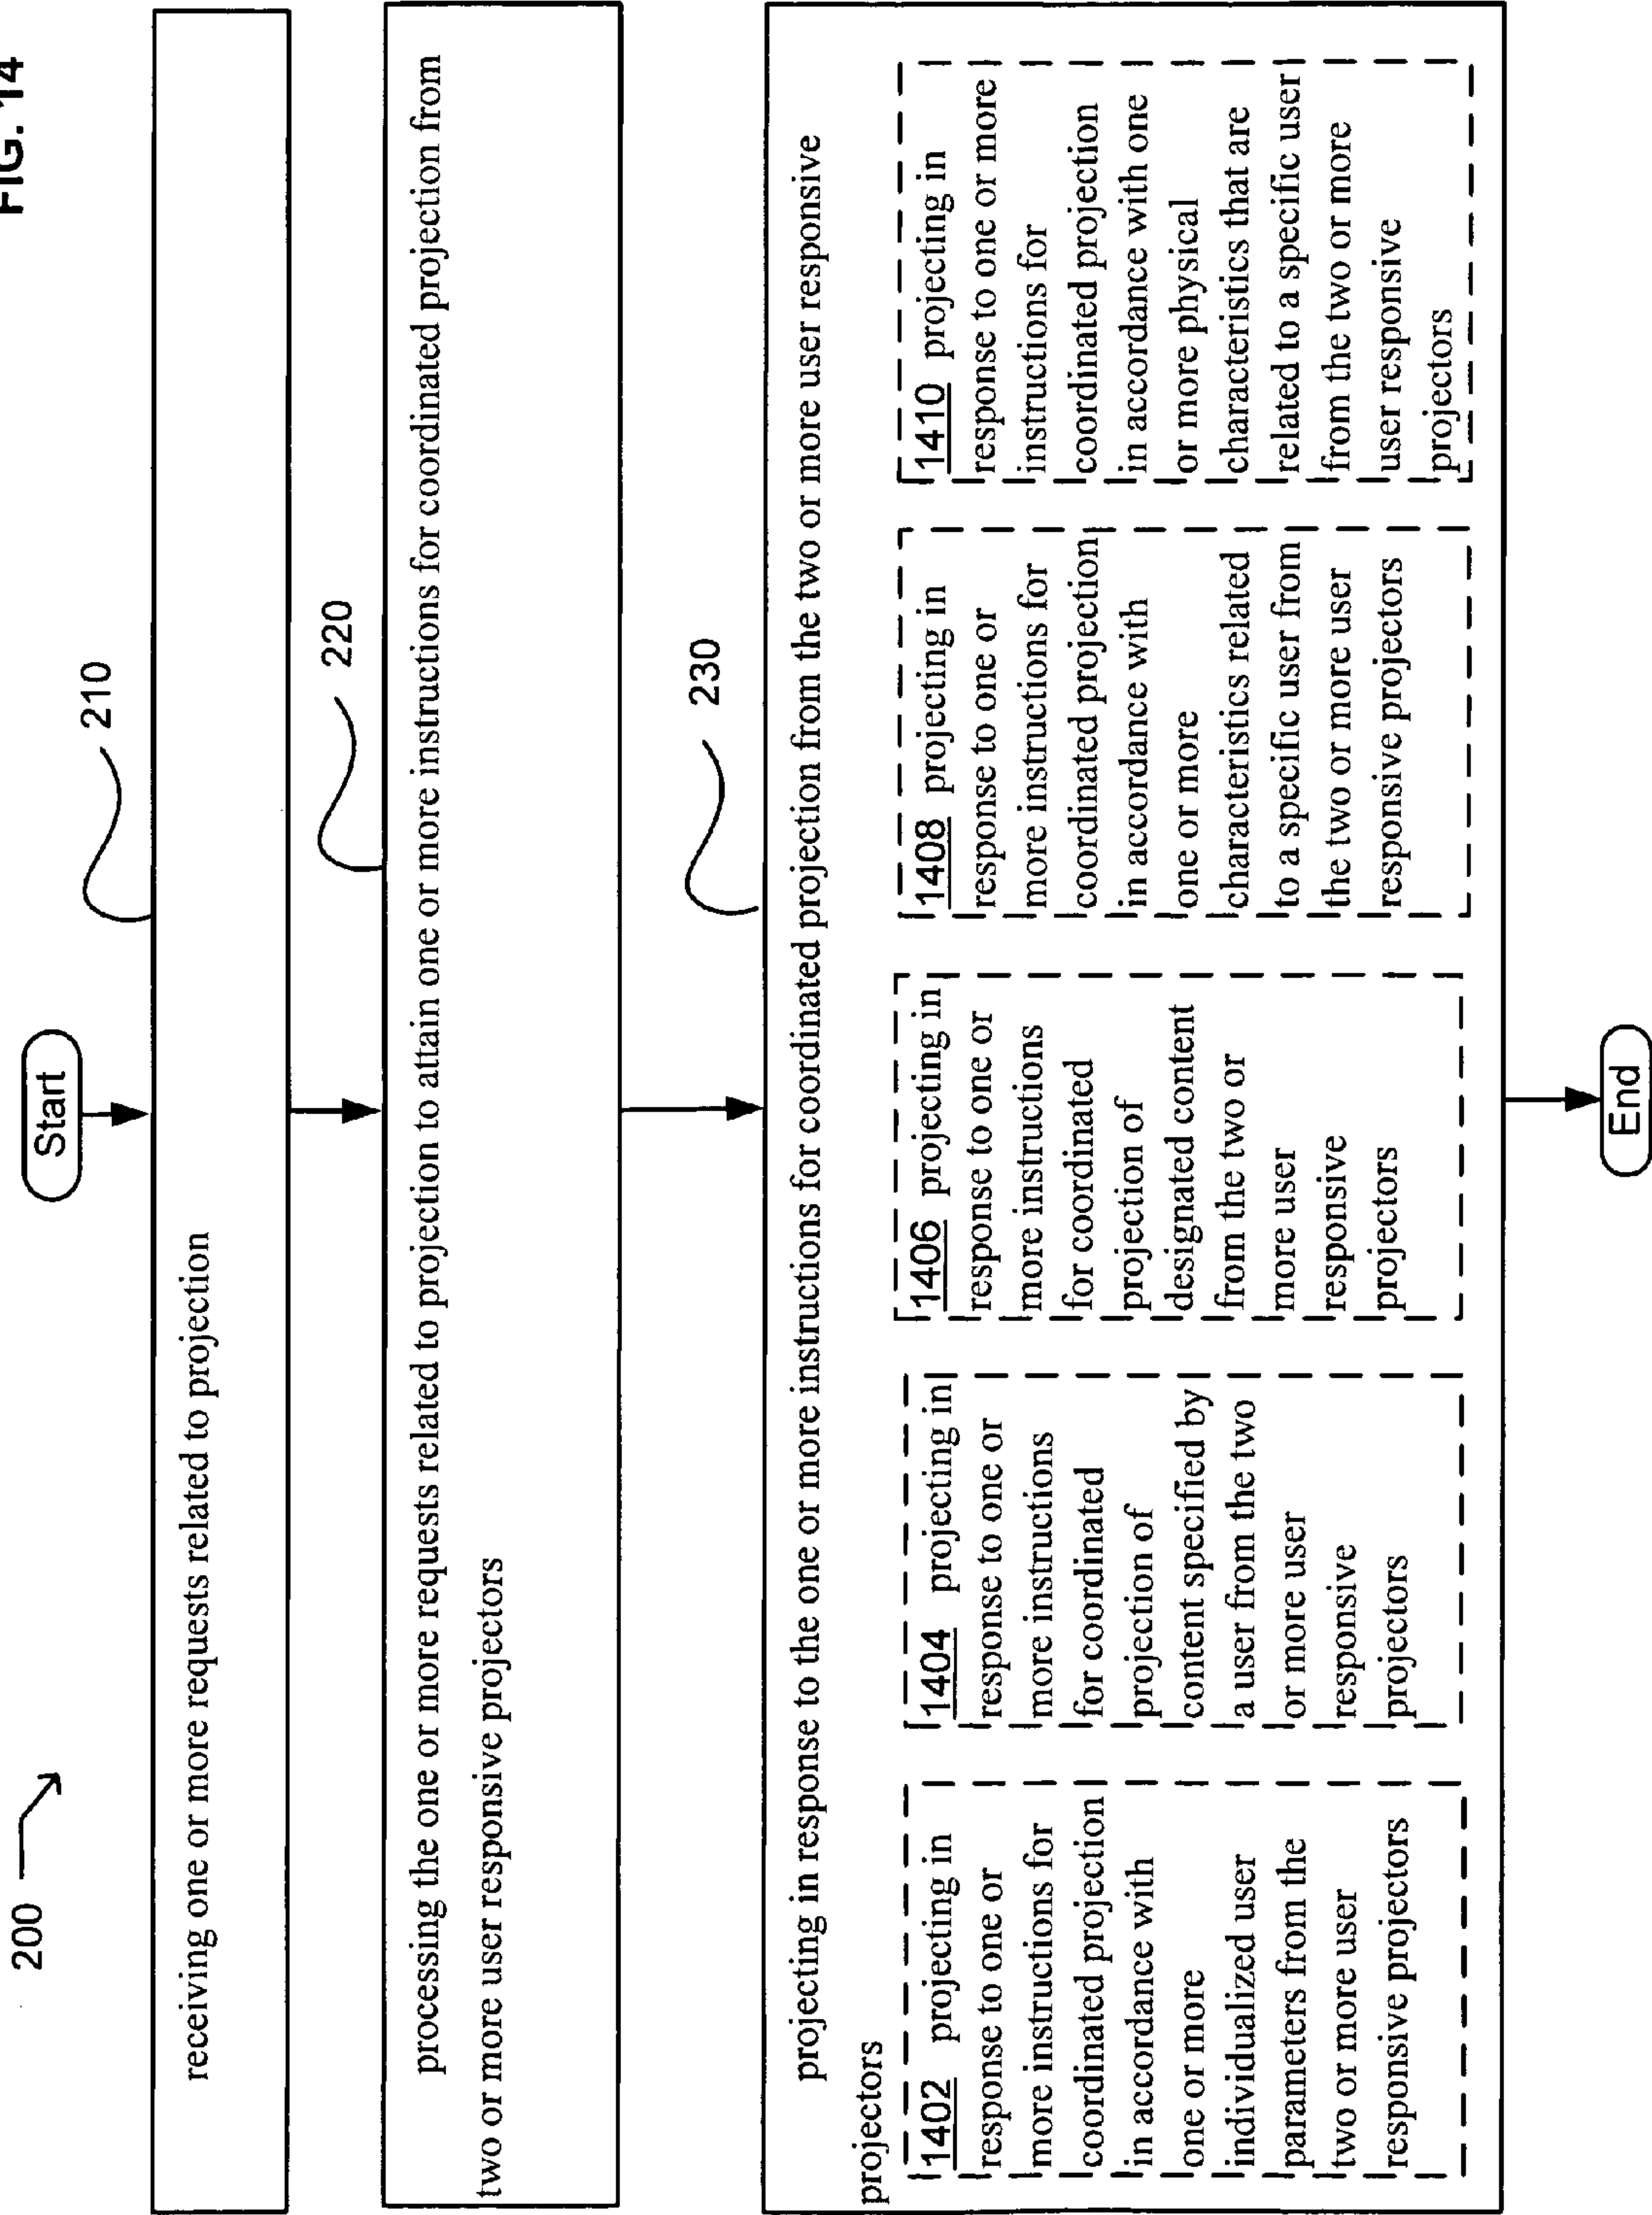 FIG. 14
200
Start
210
receiving one or more requests related to projection
220
processing the one or more requests related to projection to attain one or more instructions for coordinated projection from
two or more user responsive projectors
230
projecting in response to the one or more instructions for coordinated projection from the two or more user responsive
projectors
1402 projecting in
response to one or
more instructions for
coordinated projection
in accordance with
one or more
individualized user
parameters from the
two or more user
responsive projectors
1404 projecting in
response to one or
more instructions
for coordinated
projection of
content specified by
a user from the two
or more user
responsive
projectors
1406 projecting in
response to one or
more instructions
for coordinated
projection of
designated content
from the two or
more user
responsive
projectors
1408 projecting in
response to one or
more instructions for
coordinated projection
in accordance with
one or more
characteristics related
to a specific user from
the two or more user
responsive projectors
1410 projecting in
response to one or more
instructions for
coordinated projection
in accordance with one
or more physical
characteristics that are
related to a specific user
from the two or more
user responsive
projectors
End